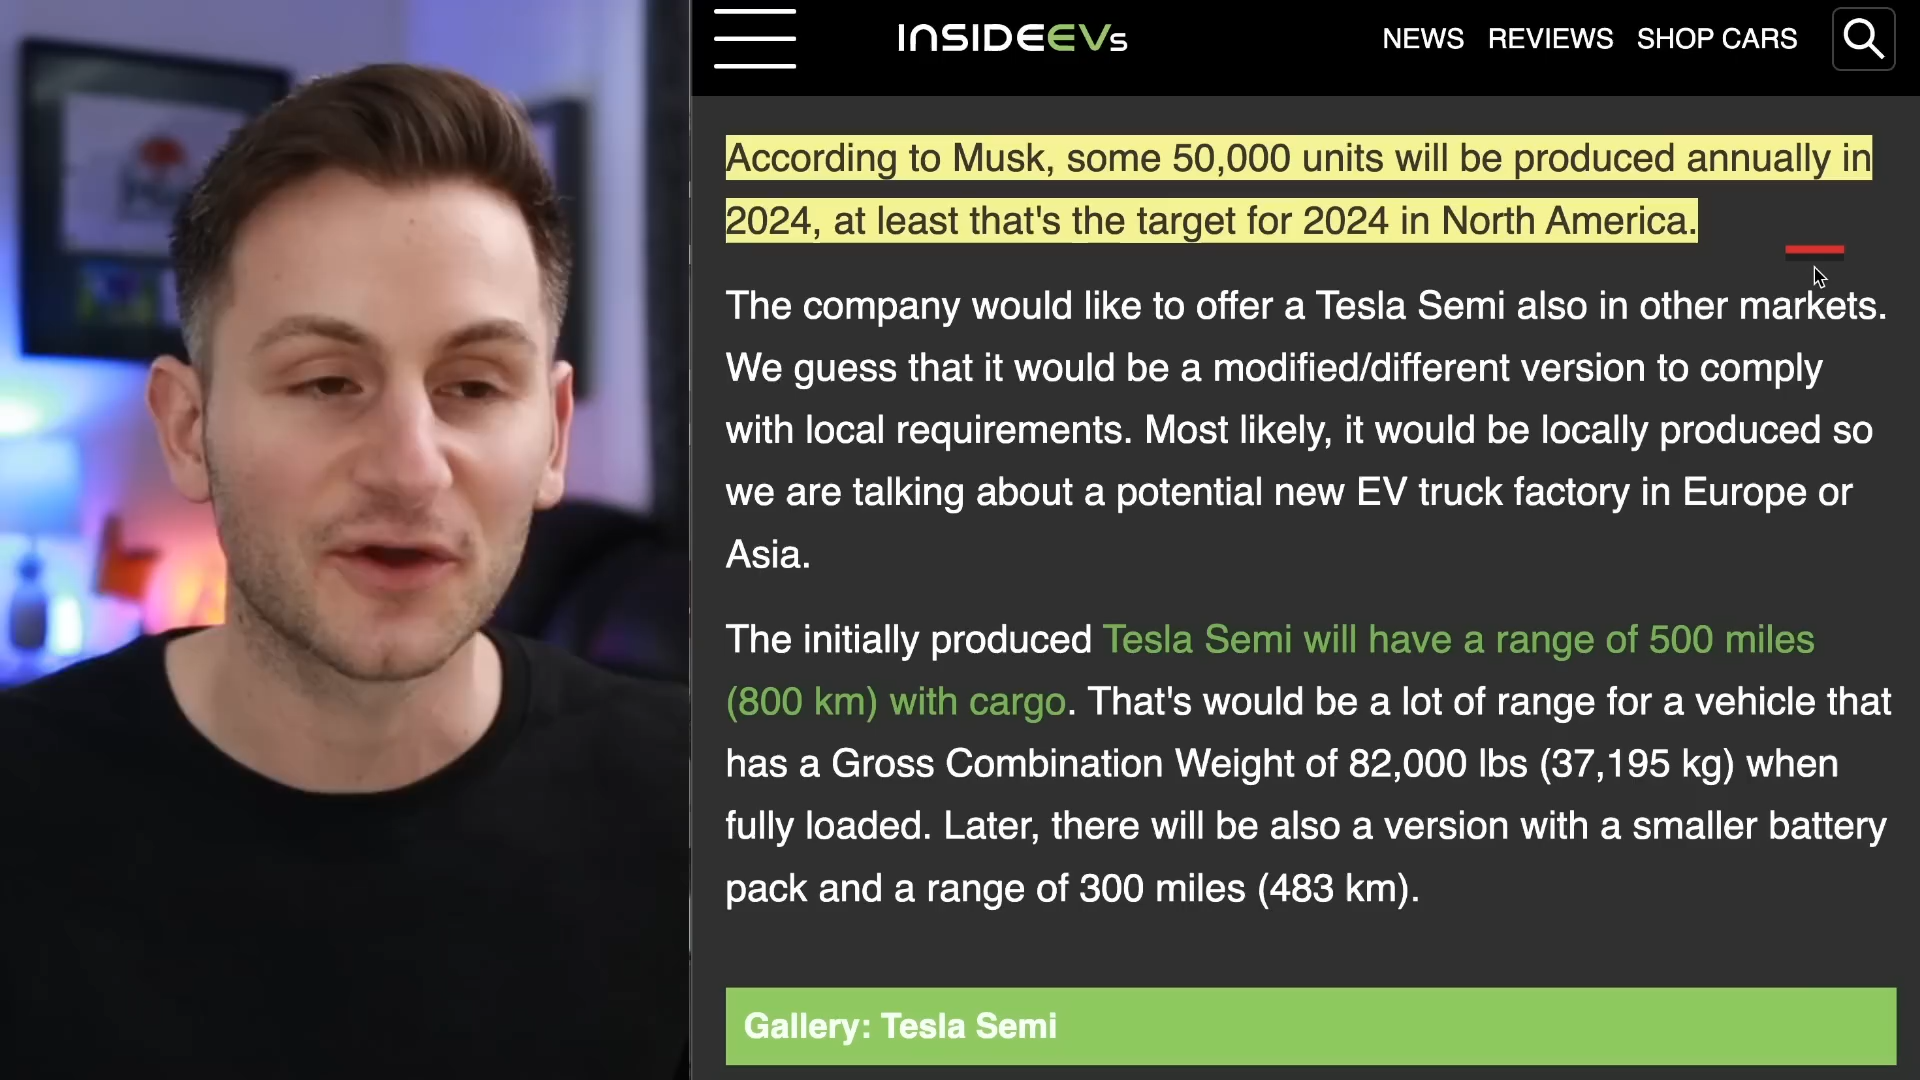 INSIDEEVs
NEWS REVIEWS SHOP CARS
According to Musk, some 50,000 units will be produced annually in
2024, at least that's the target for 2024 in North America.
The company would like to offer a Tesla Semi also in other markets.
We guess that it would be a modified/different version to comply
with local requirements. Most likely, it would be locally produced so
we are talking about a potential new EV truck factory in Europe or
Asia.
The initially produced Tesla Semi will have a range of 500 miles
(800 km) with cargo. That's would be a lot of range for a vehicle that
has a Gross Combination Weight of 82,000 lbs (37,195 kg) when
fully loaded. Later, there will be also a version with a smaller battery
pack and a range of 300 miles (483 km).
Gallery: Tesla Semi